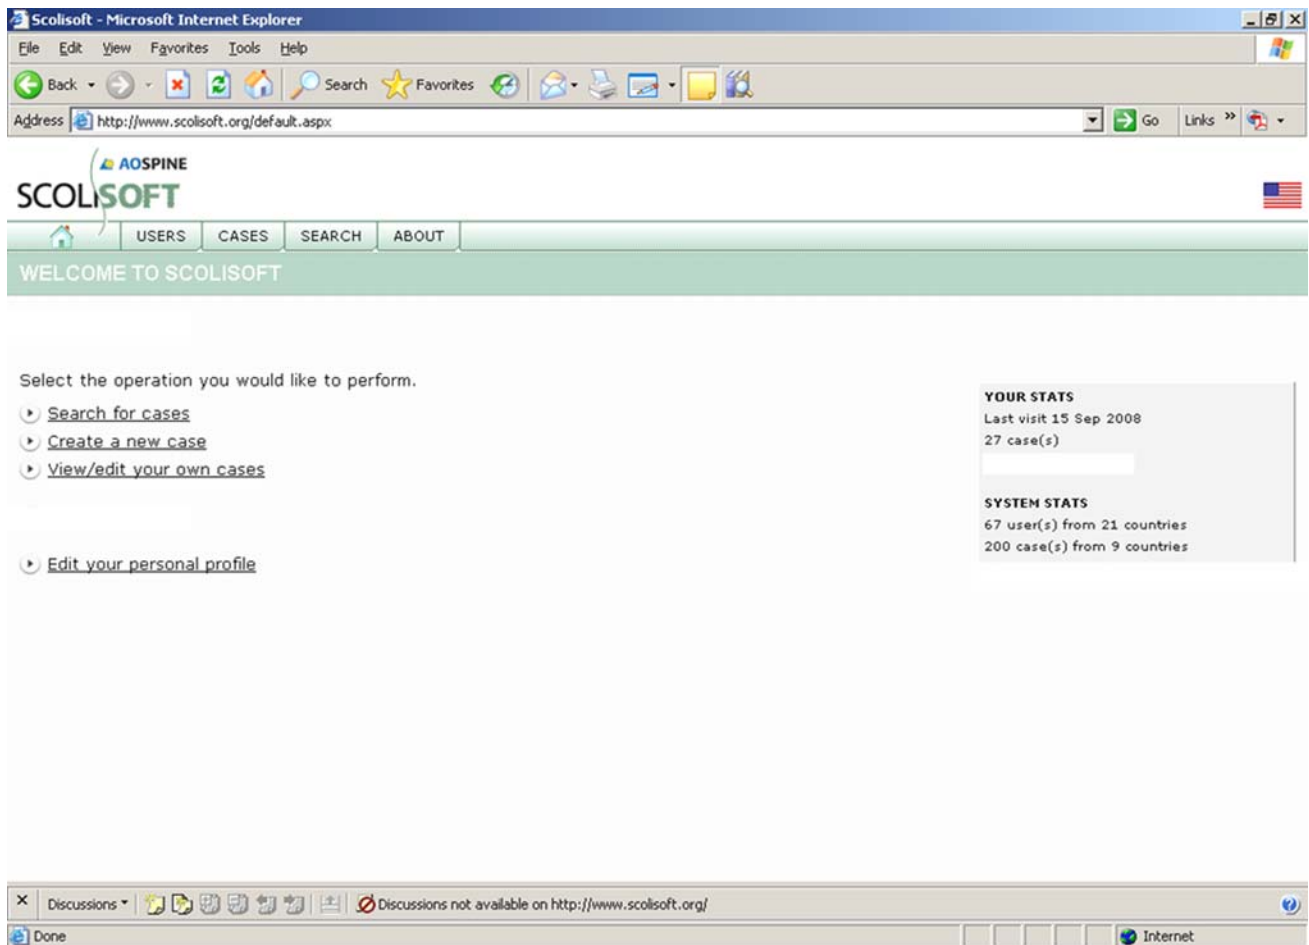 Scolisoft - Microsoft Internet Explorer
File Edit View Favorites Tools Help
Back Search Favorites
Address http://www.scolisoft.org/default.aspx Go Links »
AOSPINE
SCOLISOFT
USERS CASES SEARCH ABOUT
WELCOME TO SCOLISOFT
Select the operation you would like to perform.
Search for cases
Create a new case
View/edit your own cases
Edit your personal profile
YOUR STATS
Last visit 15 Sep 2008
27 case(s)
SYSTEM STATS
67 user(s) from 21 countries
200 case(s) from 9 countries
Discussions Discussions not available on http://www.scolisoft.org/
Done Internet